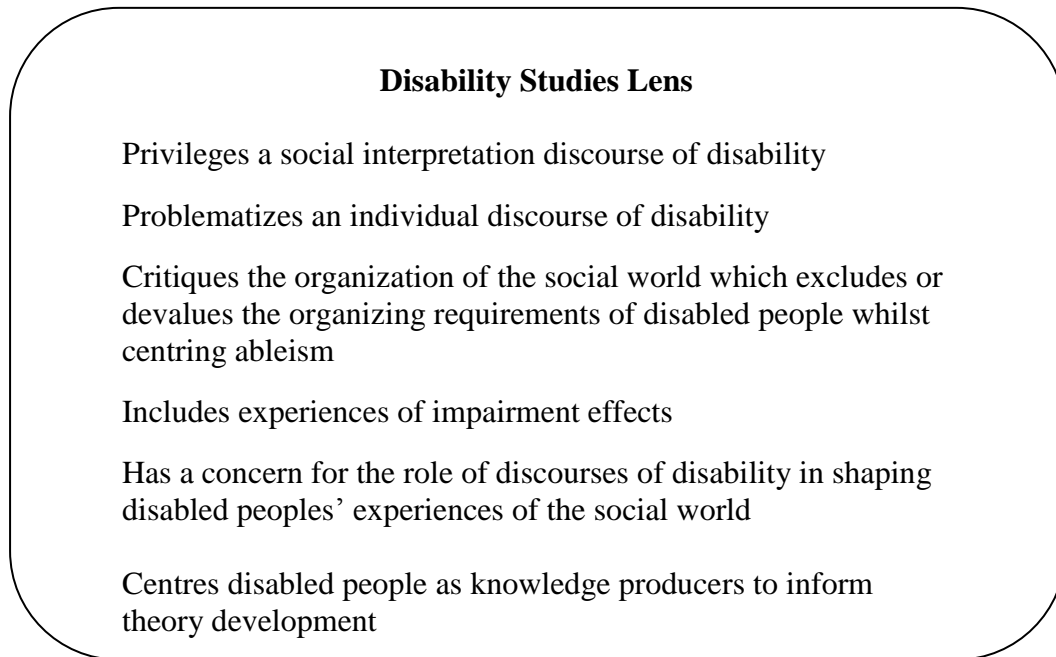 Disability Studies Lens
Privileges a social interpretation discourse of disability
Problematizes an individual discourse of disability
Critiques the organization of the social world which excludes or
devalues the organizing requirements of disabled people whilst
centring ableism
Includes experiences of impairment effects
Has a concern for the role of discourses of disability in shaping
disabled peoples’ experiences of the social world
Centres disabled people as knowledge producers to inform
theory development